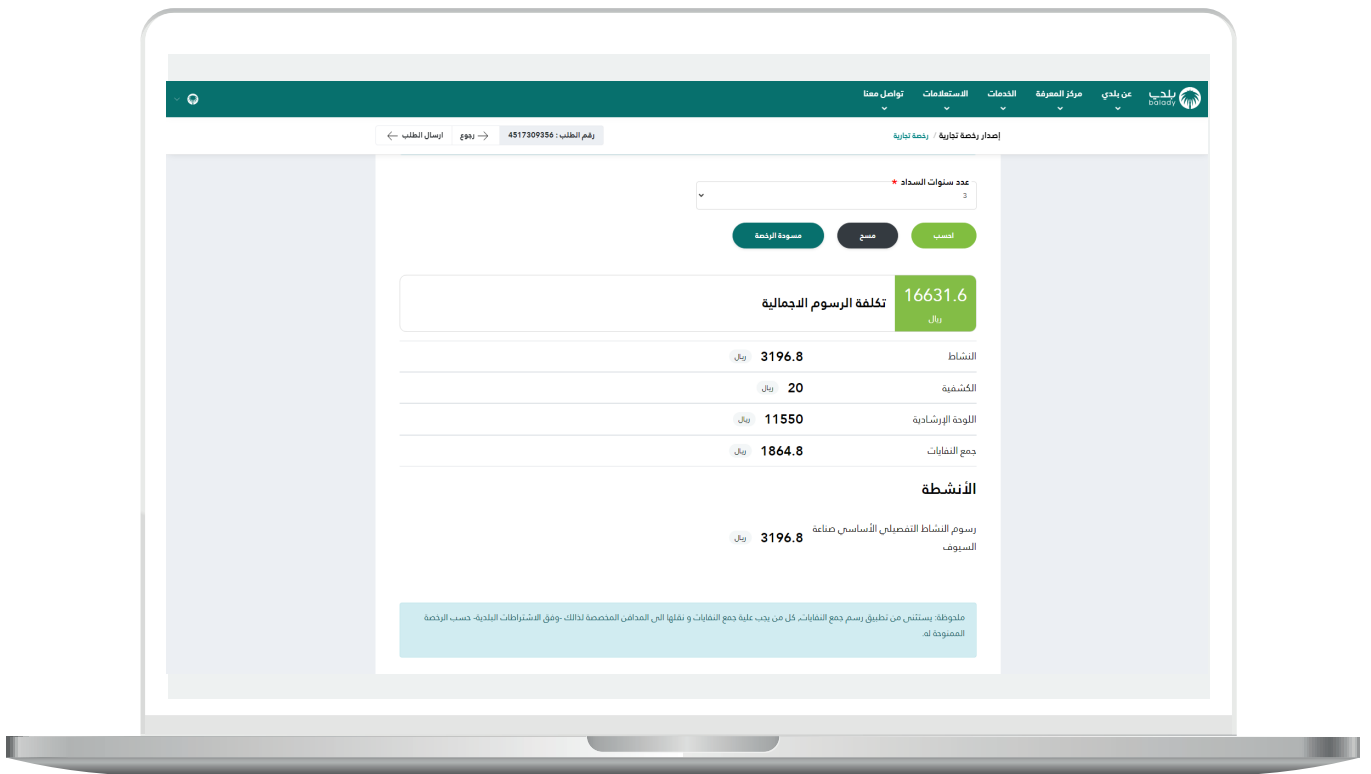 بلدي
balady
عن بلدي
مركز المعرفة
الخدمات
الاستعلامات
تواصل معنا
إصدار رخصة تجارية / رخصة تجارية
رقم الطلب : 4517309356
رجوع
ارسال الطلب
عدد سنوات السداد *
3
احسب
مسح
مسودة الرخصة
16631.6
ريال
تكلفة الرسوم الاجمالية
النشاط 3196.8 ريال
الكشفية 20 ريال
اللوحة الإرشادية 11550 ريال
جمع النفايات 1864.8 ريال
الأنشطة
رسوم النشاط التفصيلي الأساسي صناعة
السيوف
3196.8 ريال
ملحوظة: يستثنى من تطبيق رسم جمع النفايات، كل من يجب علية جمع النفايات و نقلها الى المدافن المخصصة لذالك -وفق الاشتراطات البلدية- حسب الرخصة
الممنوحة له.